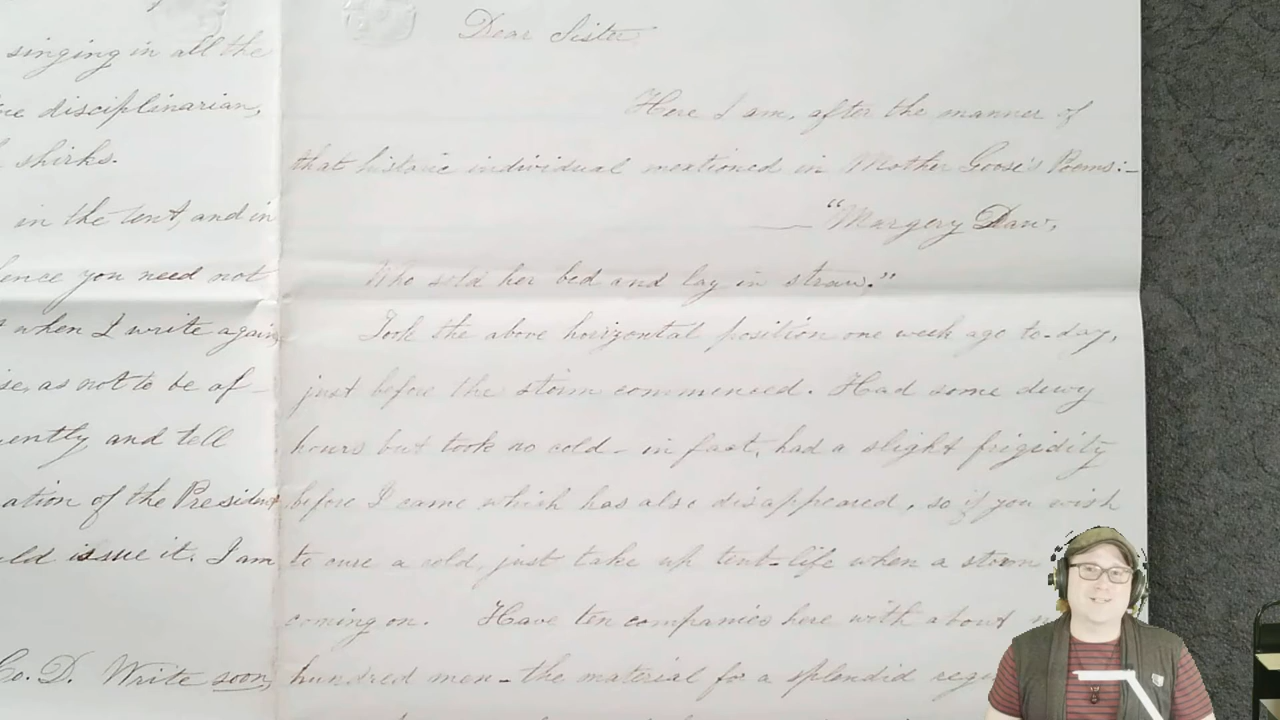 singing in all the
disciplinarian,
shirks.
in the tent, and in
you need not
when I write again,
as not to be af-
and tell
of the President
issue it. I am
Co. D. Write soon,
Dear Sister,
Here I am, after the manner of
that historic individual mentioned in Mother Goose's Poems:-
"Margery Daw,
Who sold her bed and lay in straw."
Took the above horizontal position one week ago to-day,
just before the storm commenced. Had some dewy
hours but took no cold - in fact, had a slight frigidity
before I came which has also disappeared, so if you wish
to cure a cold, just take up tent-life when a storm
coming on. Have ten companies here with about
hundred men - the material for a splendid